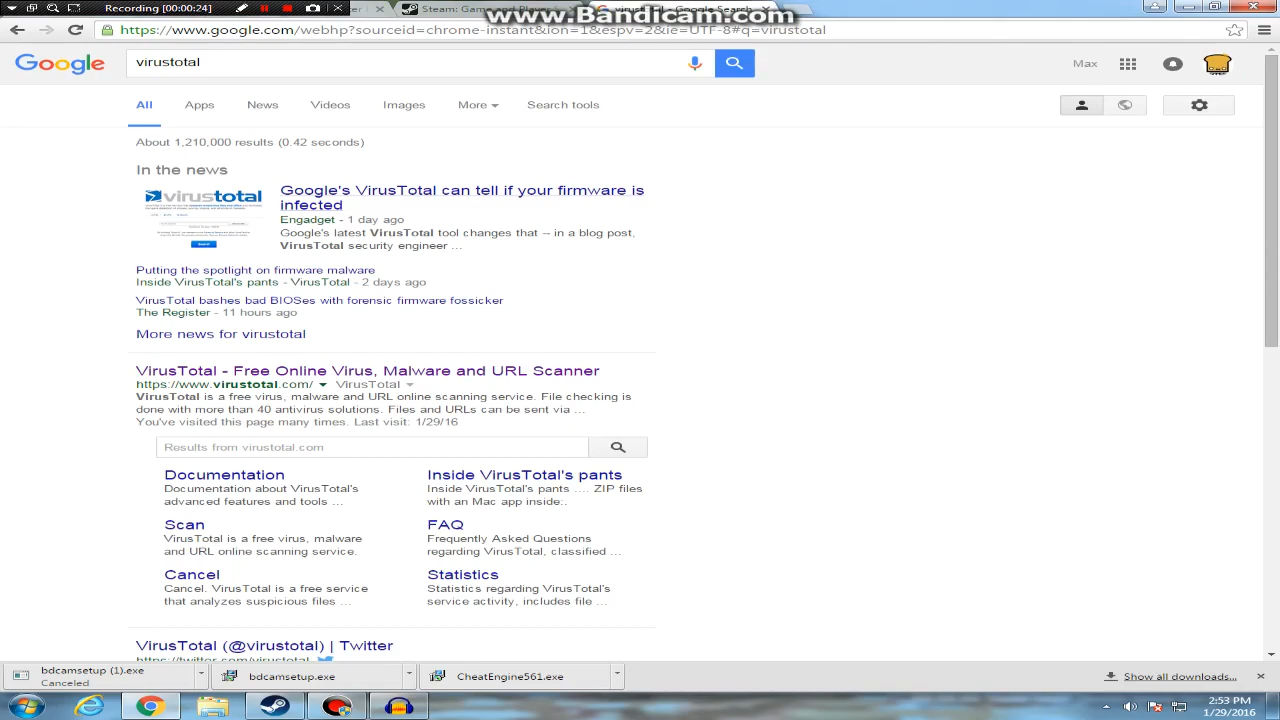 Recording [00:00:24]
www.Bandicam.com
Steam: Game and Player
https://www.google.com/webhp?sourceid=chrome-instant&ion=1&espv=2&ie=UTF-8#q=virustotal
Google
virustotal
Max
All Apps News Videos Images More Search tools
About 1,210,000 results (0.42 seconds)
In the news
virustotal
Google's VirusTotal can tell if your firmware is
infected
Engadget - 1 day ago
Google's latest VirusTotal tool changes that -- in a blog post,
VirusTotal security engineer ...
Putting the spotlight on firmware malware
Inside VirusTotal's pants - VirusTotal - 2 days ago
VirusTotal bashes bad BIOSes with forensic firmware fossicker
The Register - 11 hours ago
More news for virustotal
VirusTotal - Free Online Virus, Malware and URL Scanner
https://www.virustotal.com/ VirusTotal
VirusTotal is a free virus, malware and URL online scanning service. File checking is
done with more than 40 antivirus solutions. Files and URLs can be sent via ...
You've visited this page many times. Last visit: 1/29/16
Results from virustotal.com
Documentation
Documentation about VirusTotal's
advanced features and tools ...
Inside VirusTotal's pants
Inside VirusTotal's pants .... ZIP files
with an Mac app inside:.
Scan
VirusTotal is a free virus, malware
and URL online scanning service.
FAQ
Frequently Asked Questions
regarding VirusTotal, classified ...
Cancel
Cancel. VirusTotal is a free service
that analyzes suspicious files ...
Statistics
Statistics regarding VirusTotal's
service activity, includes file ...
VirusTotal (@virustotal) | Twitter
https://twitter.com/virustotal
bdcamsetup (1).exe
Canceled
bdcamsetup.exe
CheatEngine561.exe
Show all downloads...
2:53 PM
1/29/2016